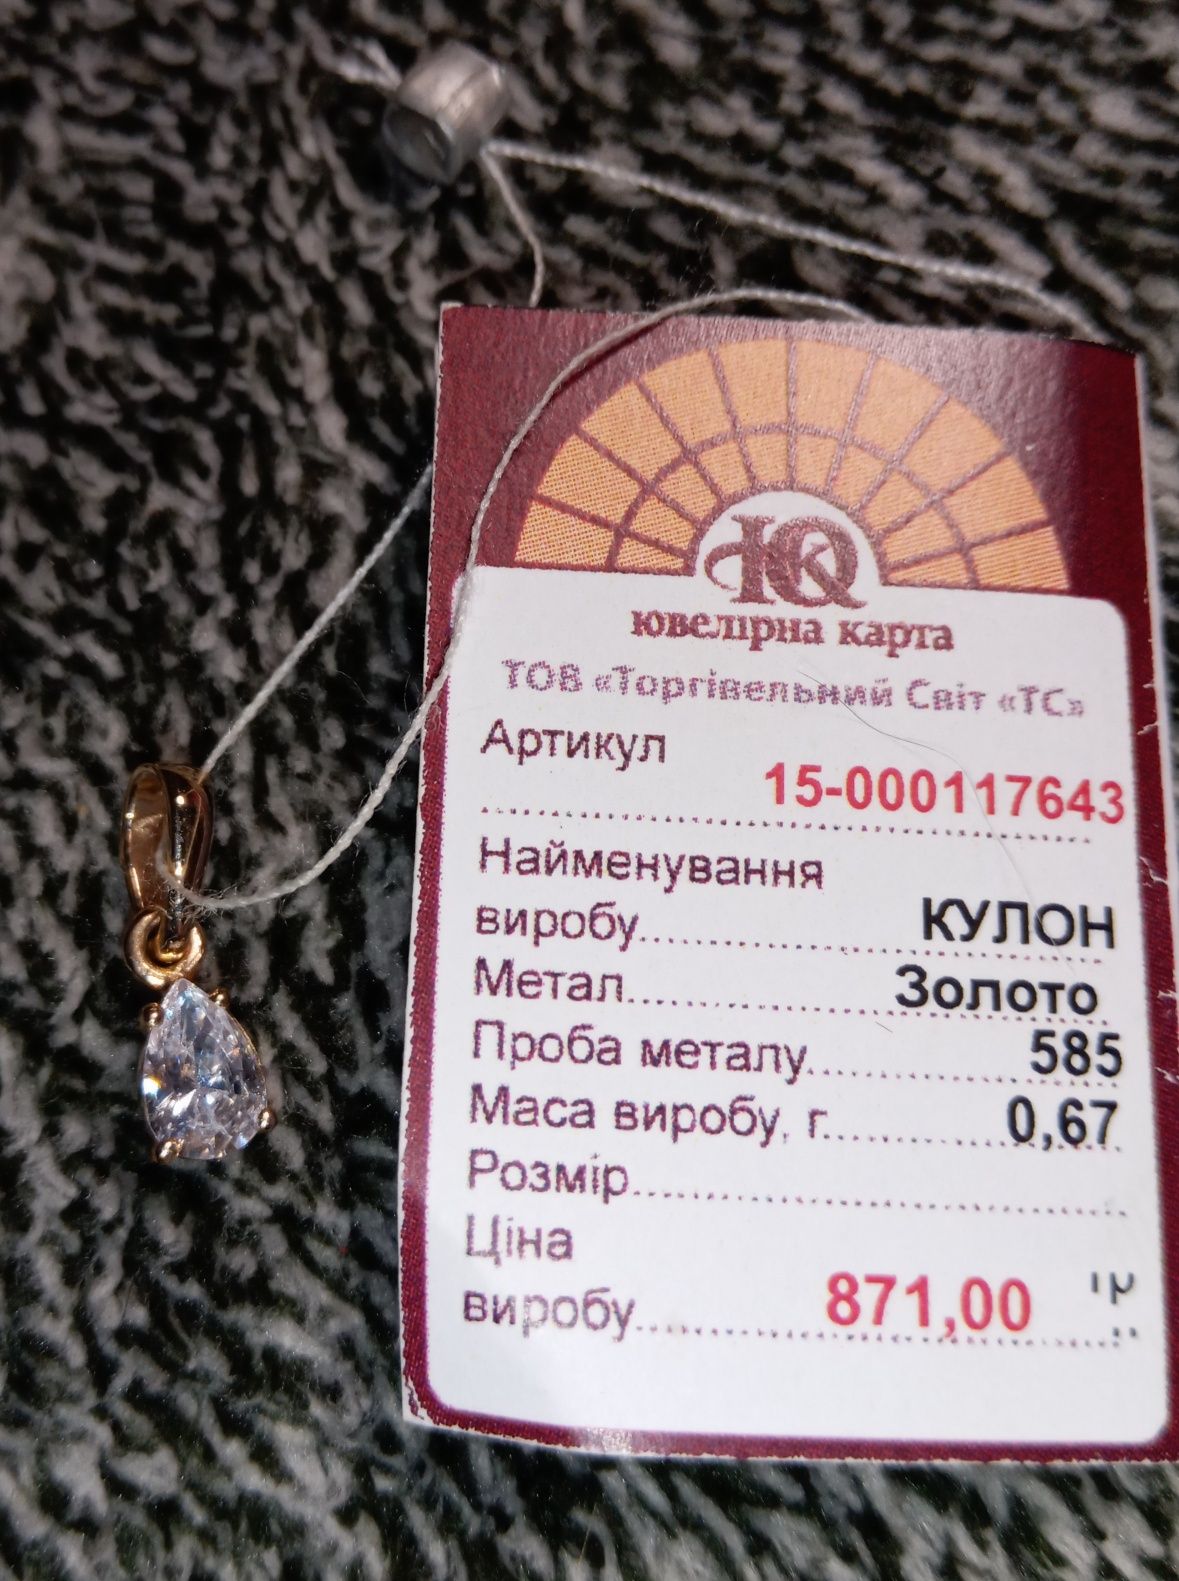 ЮК
ювелірна карта
ТОВ «Торгівельний Світ «ТС»
Артикул
15-000117643
Найменування
виробу КУЛОН
Метал Золото
Проба металу 585
Маса виробу, г. 0,67
Розмір
Ціна
виробу 871,00